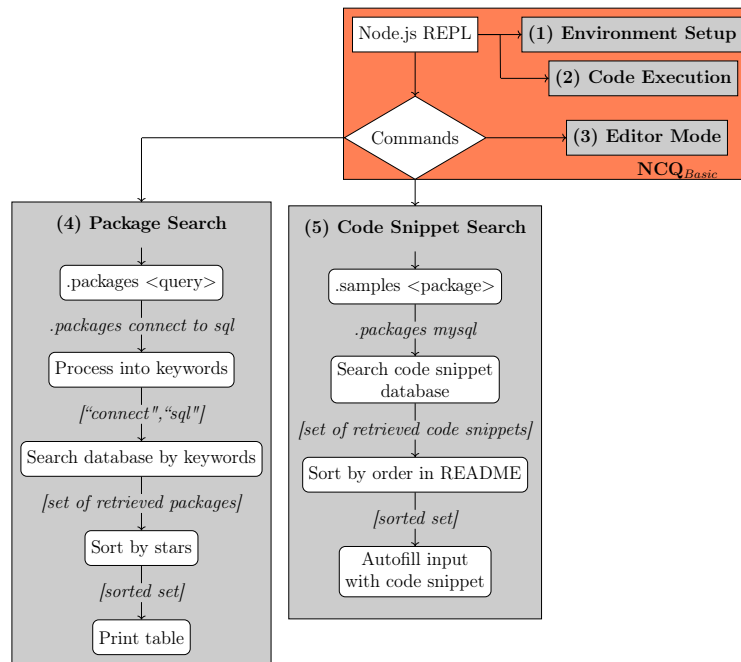 Node.js REPL
(1) Environment Setup
(2) Code Execution
Commands
(3) Editor Mode
NCQBasic
(4) Package Search
.packages <query>
.packages connect to sql
Process into keywords
[“connect",“sql"]
Search database by keywords
[set of retrieved packages]
Sort by stars
[sorted set]
Print table
(5) Code Snippet Search
.samples <package>
.packages mysql
Search code snippet
database
[set of retrieved code snippets]
Sort by order in README
[sorted set]
Autofill input
with code snippet